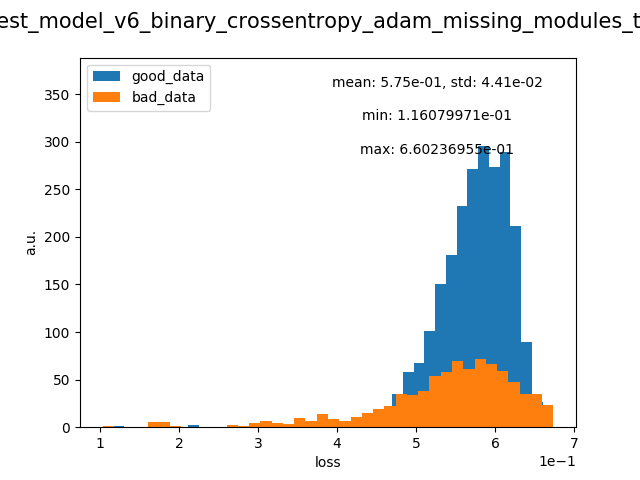 est_model_v6_binary_crossentropy_adam_missing_modules_t
good_data
bad_data
mean: 5.75e-01, std: 4.41e-02
min: 1.16079971e-01
max: 6.60236955e-01
350
300
250
200
150
100
50
0
a.u.
1 2 3 4 5 6 7
1e−1
loss